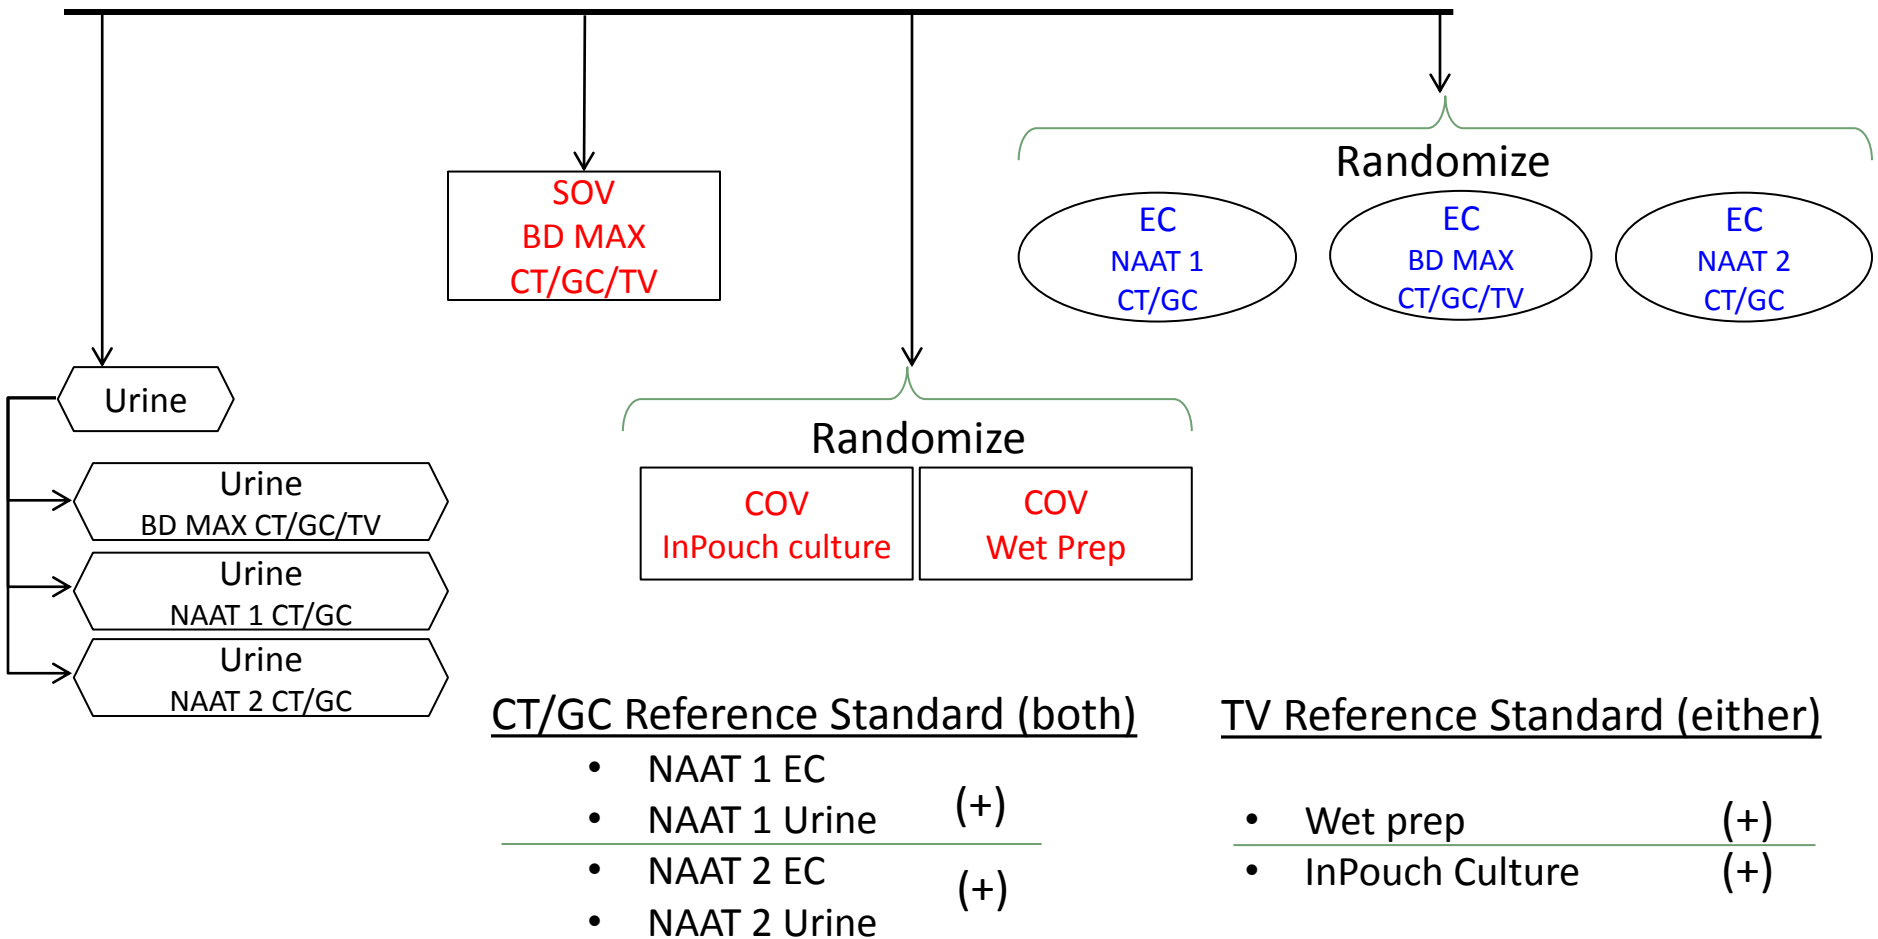 Randomize
EC
NAAT 1
CT/GC
EC
BD MAX
CT/GC/TV
EC
NAAT 2
CT/GC
SOV
BD MAX
CT/GC/TV
Urine
Urine
BD MAX CT/GC/TV
Urine
NAAT 1 CT/GC
Urine
NAAT 2 CT/GC
Randomize
COV
InPouch culture
COV
Wet Prep
CT/GC Reference Standard (both)
• NAAT 1 EC
• NAAT 1 Urine
(+)
• NAAT 2 EC
• NAAT 2 Urine
(+)
TV Reference Standard (either)
• Wet prep (+)
• InPouch Culture (+)